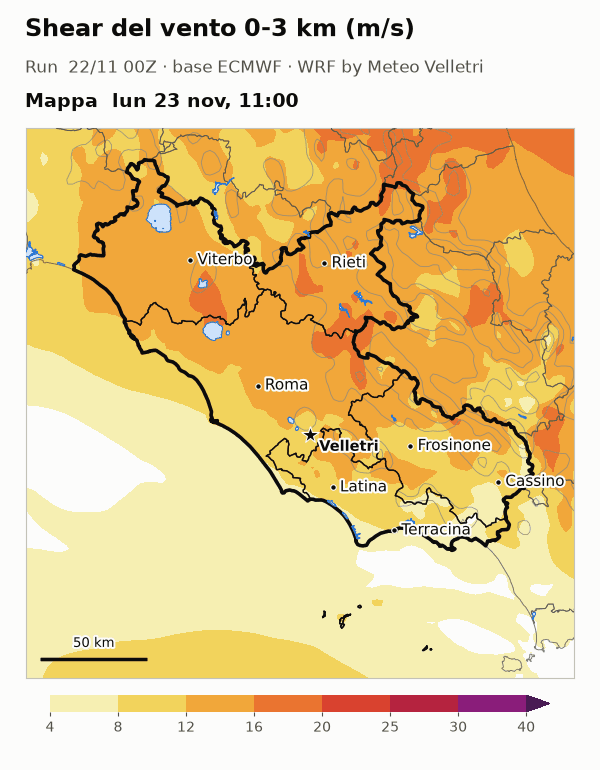 Shear del vento 0-3 km (m/s)
Run  22/11 00Z · base ECMWF · WRF by Meteo Velletri
Mappa  lun 23 nov, 11:00
Viterbo
Rieti
Roma
Velletri
Frosinone
Cassino
Latina
Terracina
50 km
4 8 12 16 20 25 30 40